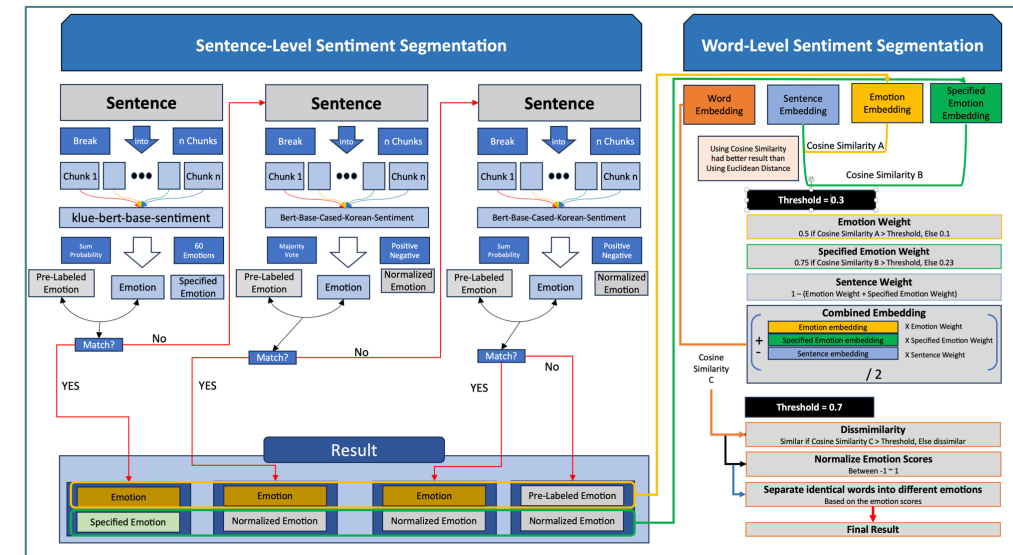 Sentence-Level Sentiment Segmentation
Sentence
Break
into
n Chunks
Chunk 1
Chunk n
klue-bert-base-sentiment
Sum
Probability
60
Emotions
Pre-Labeled
Emotion
Emotion
Specified
Emotion
Match?
No
YES
Sentence
Break
into
n Chunks
Chunk 1
Chunk n
Bert-Base-Cased-Korean-Sentiment
Majority
Vote
Positive
Negative
Pre-Labeled
Emotion
Emotion
Normalized
Emotion
Match?
No
YES
Sentence
Break
into
n Chunks
Chunk 1
Chunk n
Bert-Base-Cased-Korean-Sentiment
Sum
Probability
Positive
Negative
Pre-Labeled
Emotion
Emotion
Normalized
Emotion
Match?
No
YES
Result
Emotion
Emotion
Emotion
Pre-Labeled Emotion
Specified Emotion
Normalized Emotion
Normalized Emotion
Normalized Emotion
Word-Level Sentiment Segmentation
Word
Embedding
Sentence
Embedding
Emotion
Embedding
Specified
Emotion
Embedding
Using Cosine Similarity
had better result than
Using Euclidean Distance
Cosine Similarity A
Cosine Similarity B
Threshold = 0.3
Emotion Weight
0.5 if Cosine Similarity A > Threshold, Else 0.1
Specified Emotion Weight
0.75 if Cosine Similarity B > Threshold, Else 0.23
Sentence Weight
1 – (Emotion Weight + Specified Emotion Weight)
Combined Embedding
Emotion embedding
X Emotion Weight
+
Specified Emotion embedding
X Specified Emotion Weight
-
Sentence embedding
X Sentence Weight
/ 2
Cosine
Similarity
C
Threshold = 0.7
Dissmimilarity
Similar if Cosine Similarity C > Threshold, Else dissimilar
Normalize Emotion Scores
Between -1 ~ 1
Separate identical words into different emotions
Based on the emotion scores
Final Result